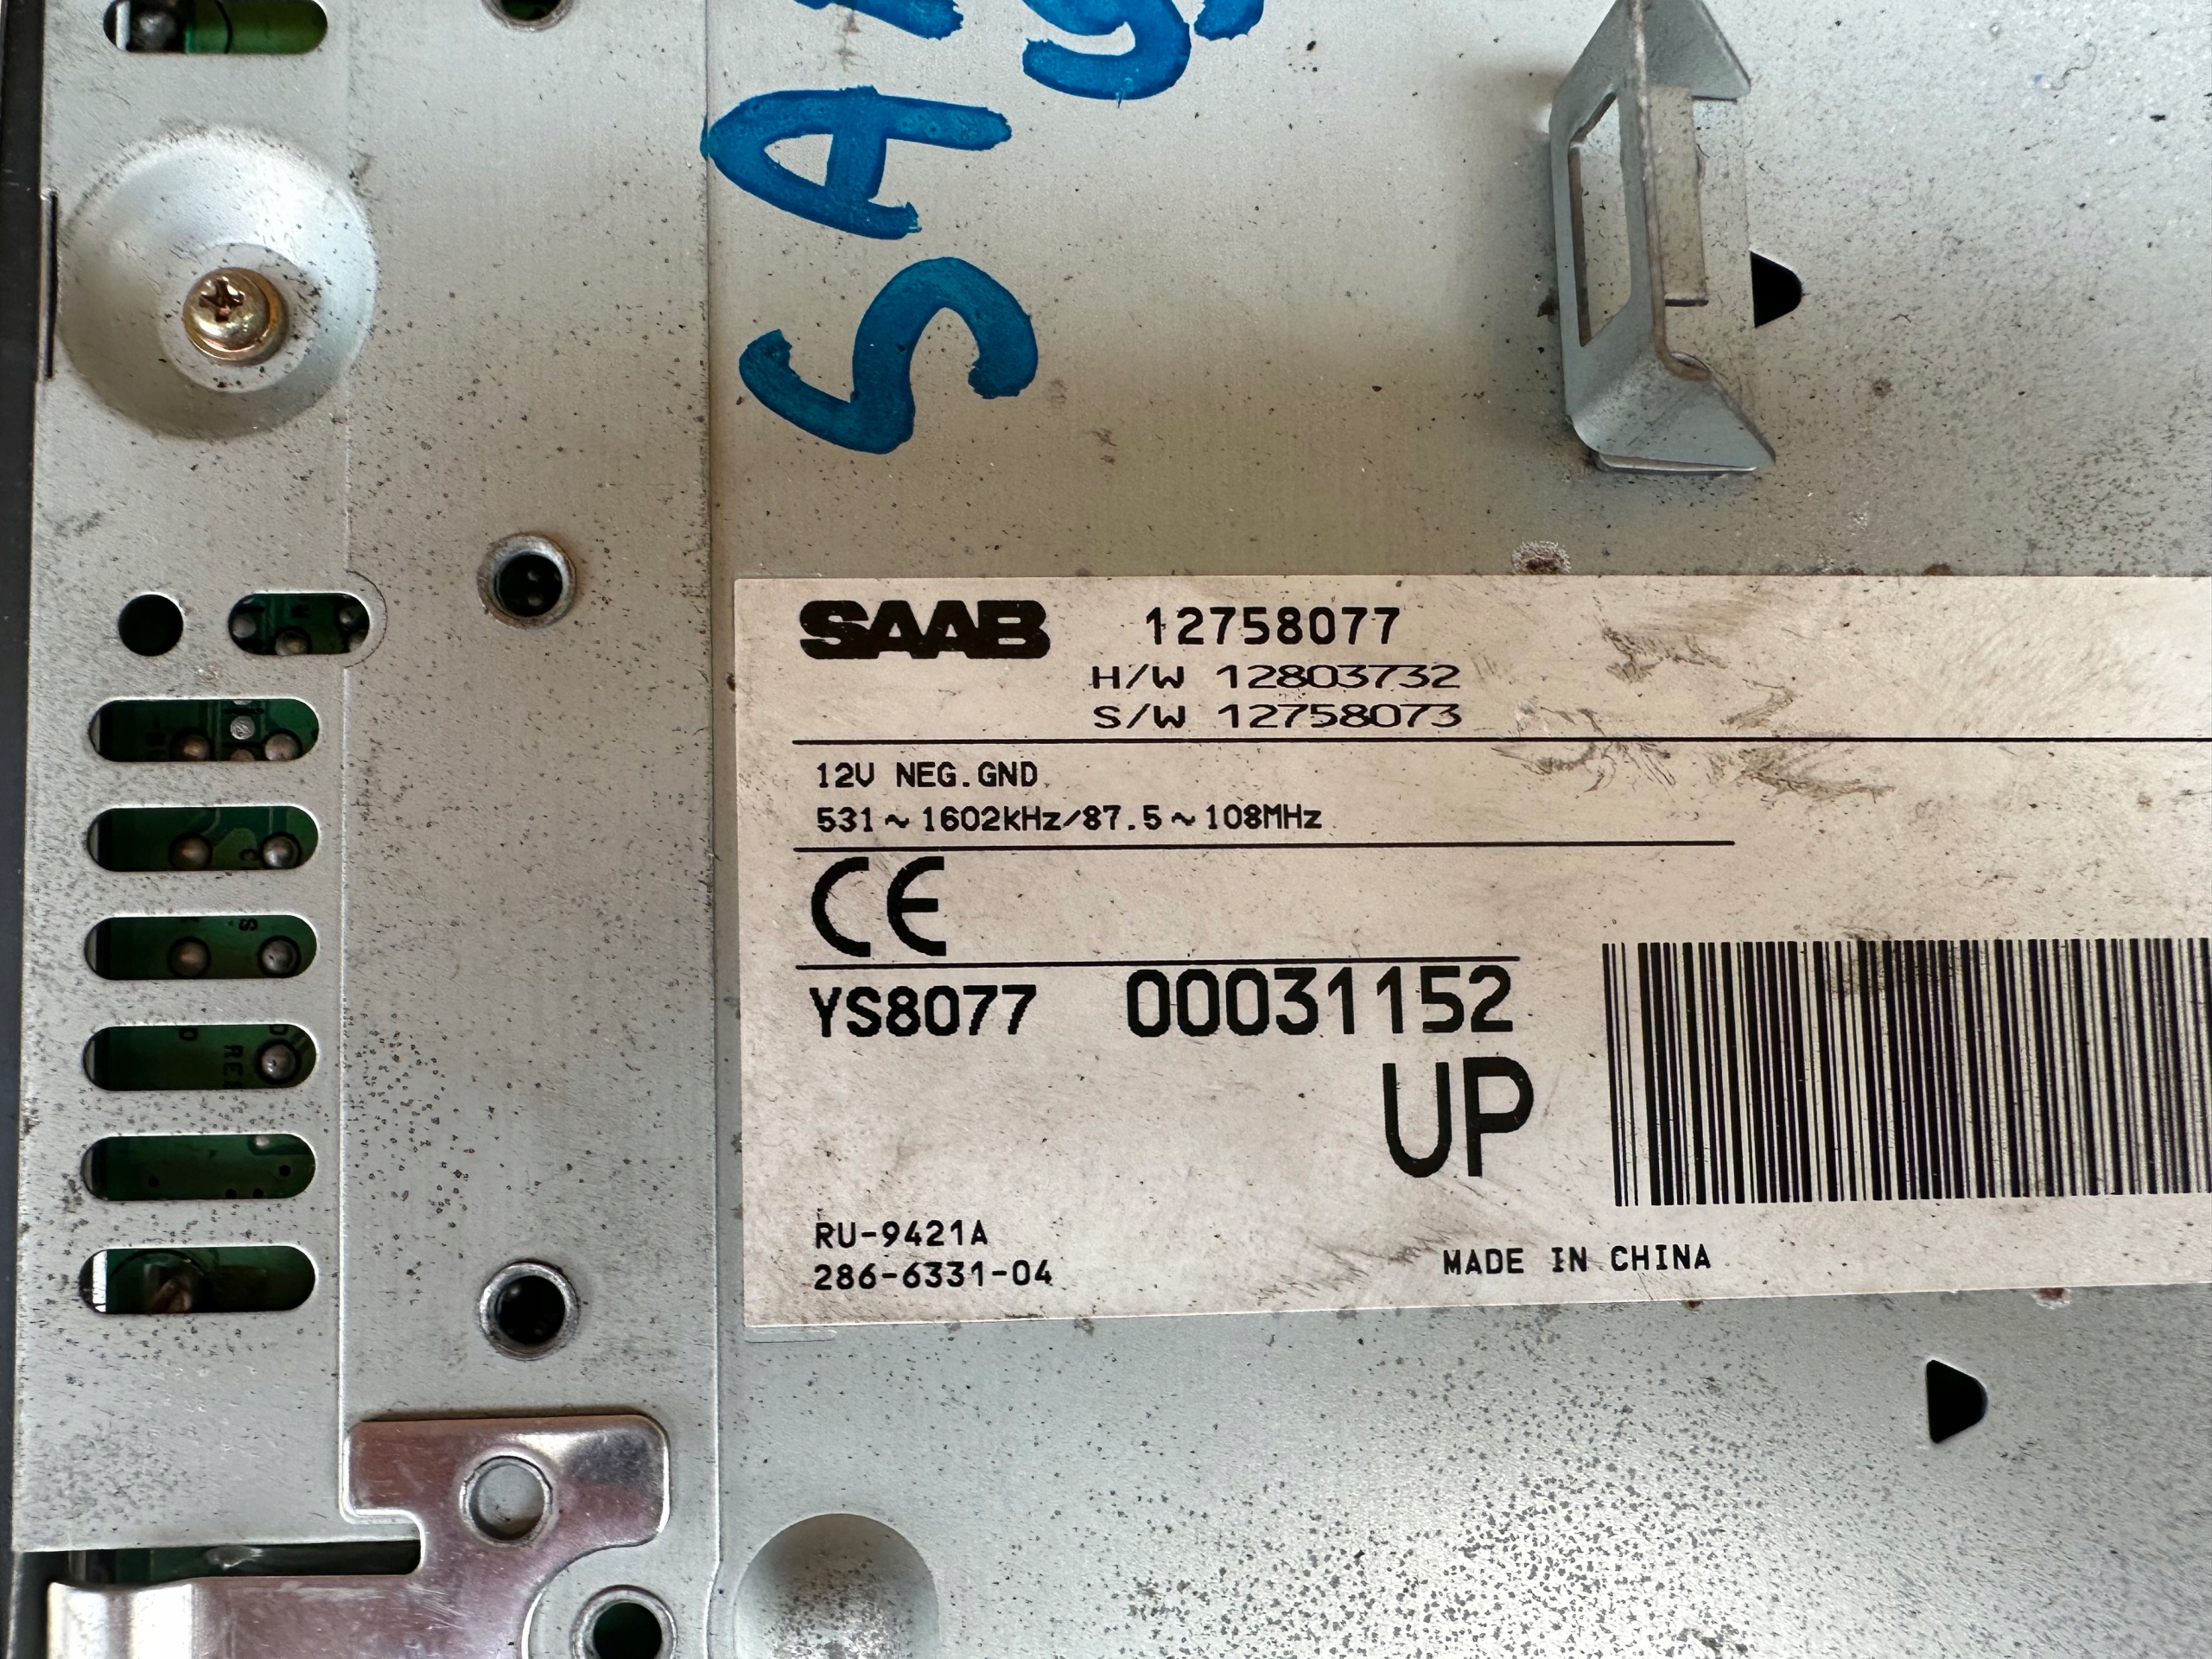 SAAB 12758077
H/W 12803732
S/W 12758073
12V NEG.GND
531~1602kHz/87.5~108MHz
CE
YS8077 00031152
UP
RU-9421A
286-6331-04
MADE IN CHINA